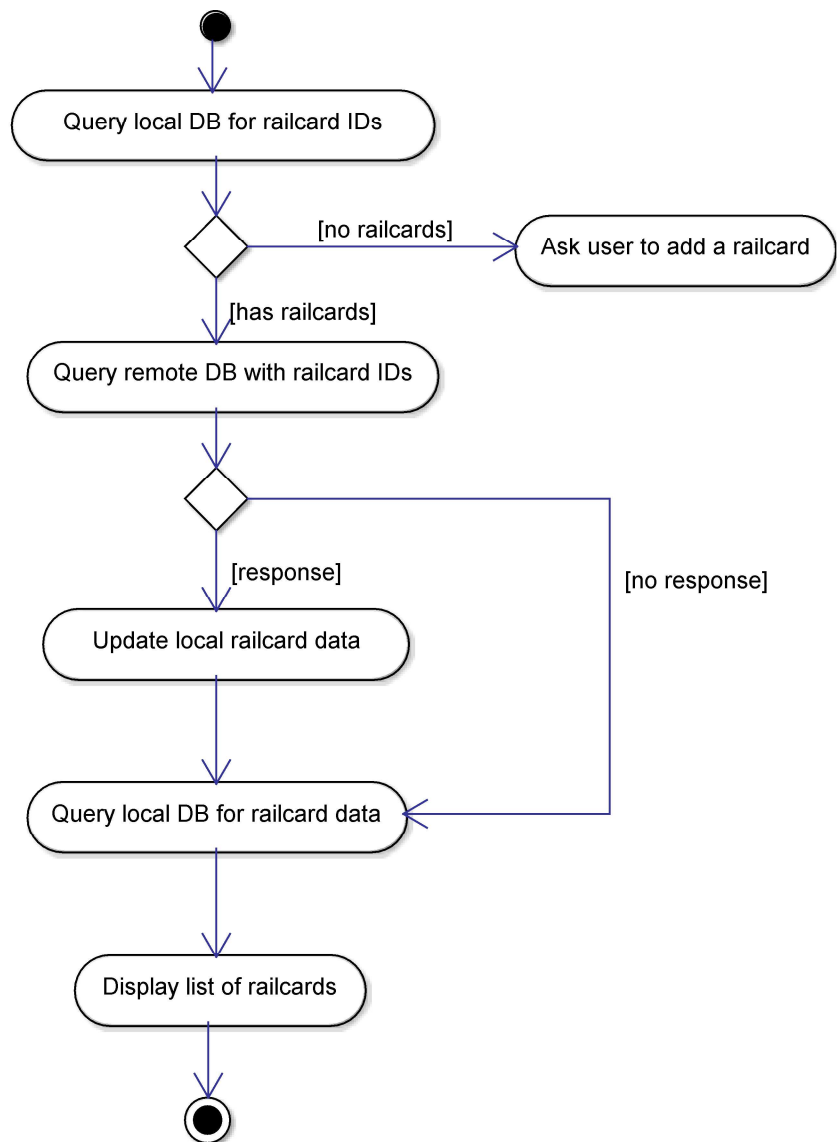 Query local DB for railcard IDs
[no railcards]
Ask user to add a railcard
[has railcards]
Query remote DB with railcard IDs
[response]
[no response]
Update local railcard data
Query local DB for railcard data
Display list of railcards